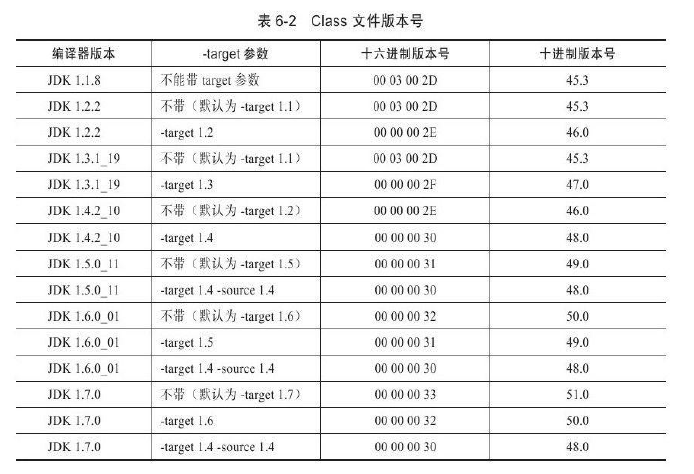 表 6-2 Class 文件版本号
编译器版本 -target 参数 十六进制版本号 十进制版本号
JDK 1.1.8 不能带 target 参数 00 03 00 2D 45.3
JDK 1.2.2 不带（默认为 -target 1.1） 00 03 00 2D 45.3
JDK 1.2.2 -target 1.2 00 00 00 2E 46.0
JDK 1.3.1_19 不带（默认为 -target 1.1） 00 03 00 2D 45.3
JDK 1.3.1_19 -target 1.3 00 00 00 2F 47.0
JDK 1.4.2_10 不带（默认为 -target 1.2） 00 00 00 2E 46.0
JDK 1.4.2_10 -target 1.4 00 00 00 30 48.0
JDK 1.5.0_11 不带（默认为 -target 1.5） 00 00 00 31 49.0
JDK 1.5.0_11 -target 1.4 -source 1.4 00 00 00 30 48.0
JDK 1.6.0_01 不带（默认为 -target 1.6） 00 00 00 32 50.0
JDK 1.6.0_01 -target 1.5 00 00 00 31 49.0
JDK 1.6.0_01 -target 1.4 -source 1.4 00 00 00 30 48.0
JDK 1.7.0 不带（默认为 -target 1.7） 00 00 00 33 51.0
JDK 1.7.0 -target 1.6 00 00 00 32 50.0
JDK 1.7.0 -target 1.4 -source 1.4 00 00 00 30 48.0